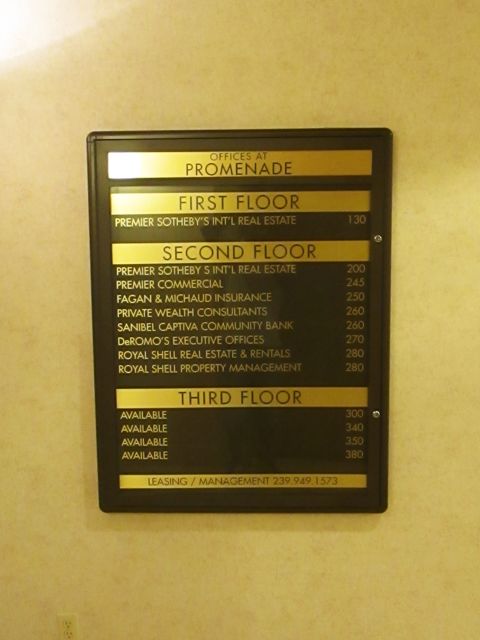 OFFICES AT
PROMENADE
FIRST FLOOR
PREMIER SOTHEBY'S INT'L REAL ESTATE 130
SECOND FLOOR
PREMIER SOTHEBY S INT'L REAL ESTATE 200
PREMIER COMMERCIAL 245
FAGAN & MICHAUD INSURANCE 250
PRIVATE WEALTH CONSULTANTS 260
SANIBEL CAPTIVA COMMUNITY BANK 260
DeROMO'S EXECUTIVE OFFICES 270
ROYAL SHELL REAL ESTATE & RENTALS 280
ROYAL SHELL PROPERTY MANAGEMENT 280
THIRD FLOOR
AVAILABLE 300
AVAILABLE 340
AVAILABLE 350
AVAILABLE 380
LEASING / MANAGEMENT 239.949.1573